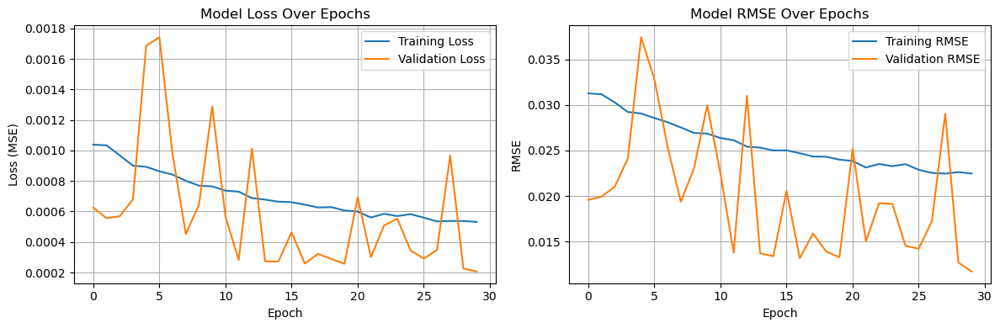 Model Loss Over Epochs
Loss (MSE)
0.0018
0.0016
0.0014
0.0012
0.0010
0.0008
0.0006
0.0004
0.0002
Training Loss
Validation Loss
0 5 10 15 20 25 30
Epoch
Model RMSE Over Epochs
RMSE
0.035
0.030
0.025
0.020
0.015
Training RMSE
Validation RMSE
0 5 10 15 20 25 30
Epoch